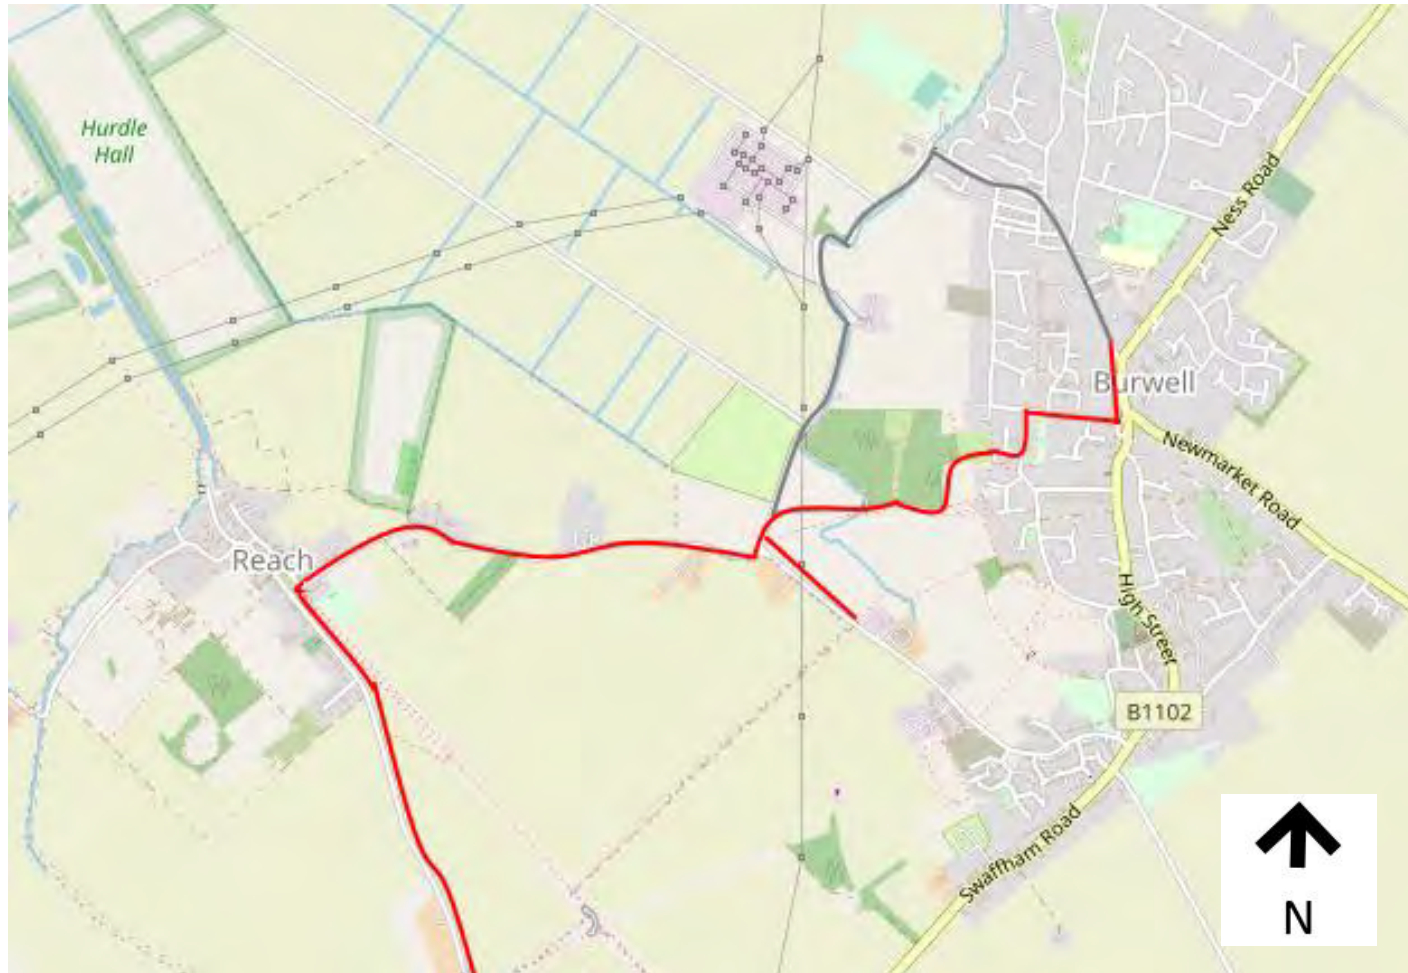 Hurdle
Hall
Ness Road
Burwell
Newmarket Road
Reach
High Street
B1102
Swaffham Road
N